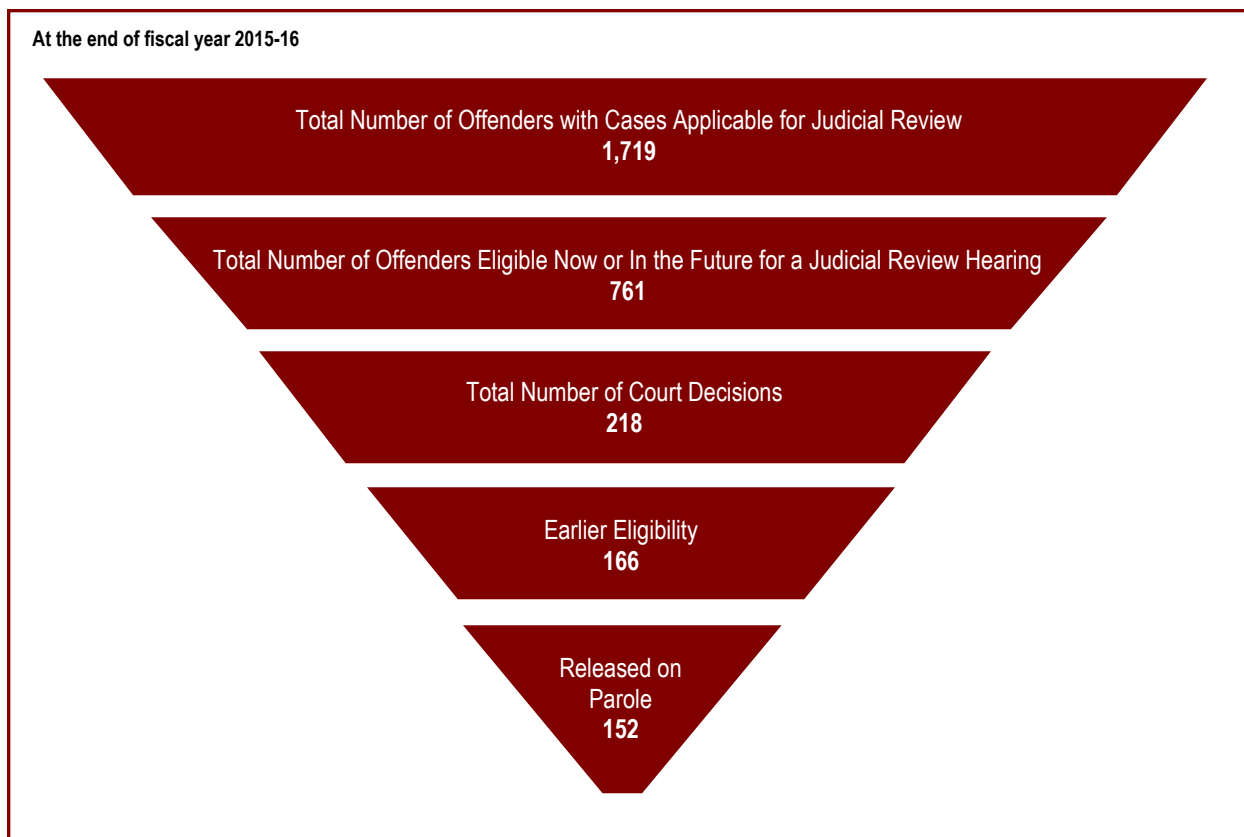 At the end of fiscal year 2015-16
Total Number of Offenders with Cases Applicable for Judicial Review
1,719
Total Number of Offenders Eligible Now or In the Future for a Judicial Review Hearing
761
Total Number of Court Decisions
218
Earlier Eligibility
166
Released on
Parole
152